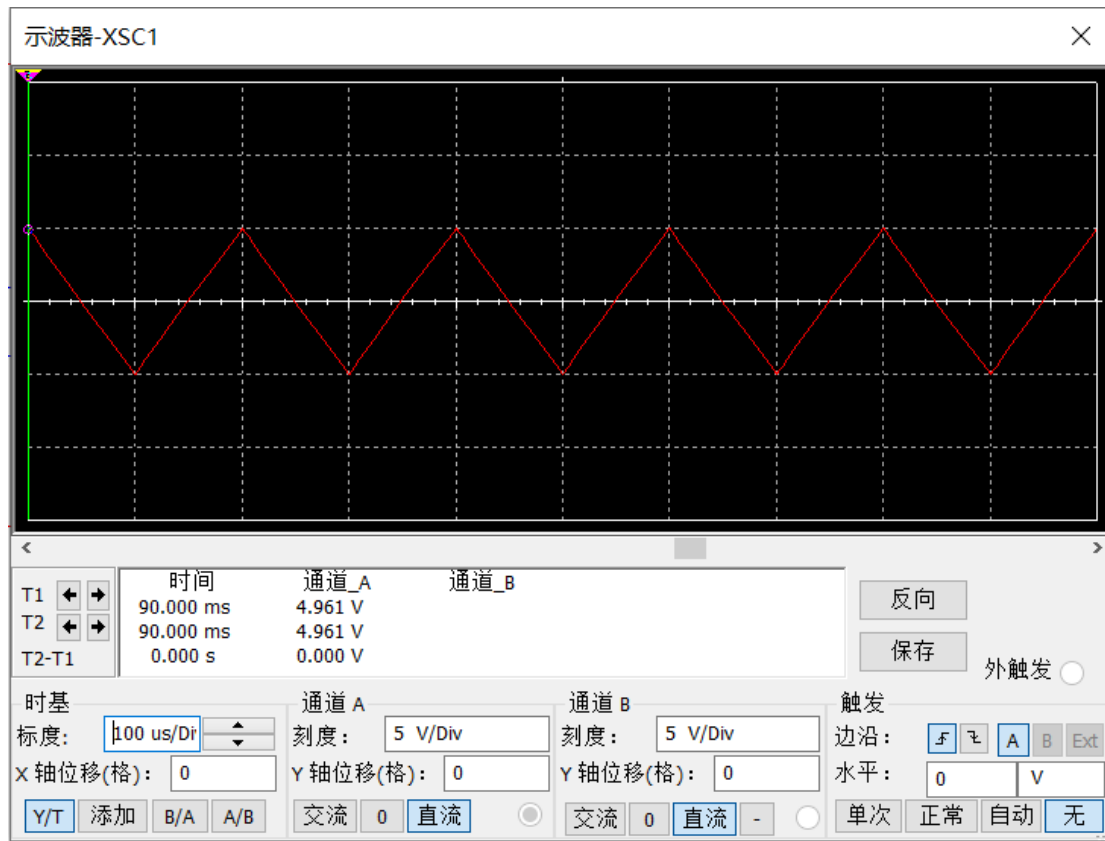 示波器-XSC1
时间 通道_A 通道_B
T1 90.000 ms 4.961 V
T2 90.000 ms 4.961 V
T2-T1 0.000 s 0.000 V
反向
保存
外触发
时基
标度: 100 us/Di
X 轴位移(格): 0
Y/T 添加 B/A A/B
通道 A
刻度: 5 V/Div
Y 轴位移(格): 0
交流 0 直流
通道 B
刻度: 5 V/Div
Y 轴位移(格): 0
交流 0 直流 -
触发
边沿: A B Ext
水平: 0 V
单次 正常 自动 无